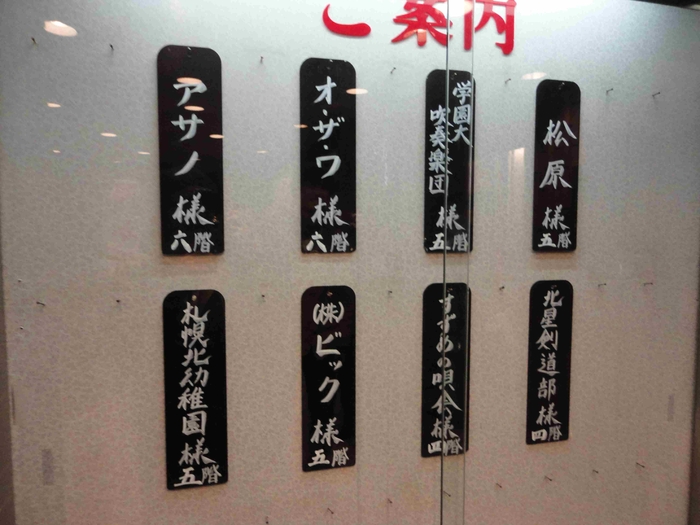 ご案内
松原様
五階
学園大
吹奏楽団
様
五階
オ・ザ・ワ様
六階
アサノ様
六階
北星剣道部様
四階
すずめの唄会様
四階
(株)ビック様
五階
札幌北幼稚園様
五階